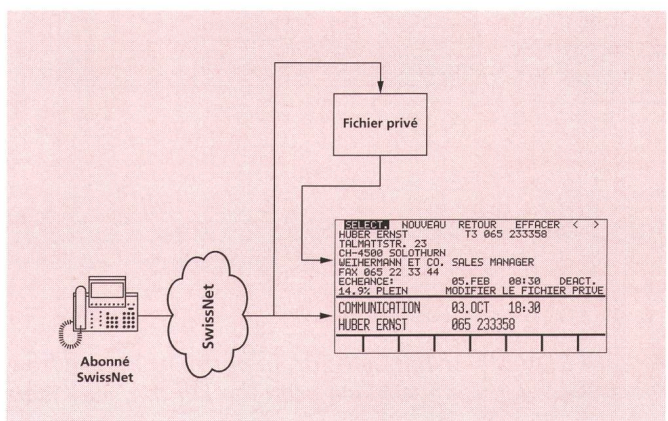 Fichier privé
SELECT. NOUVEAU RETOUR EFFACER < >
HUBER ERNST T3 065 233358
TALMATTSTR. 23
CH-4500 SOLOTHURN
WEIHERMANN ET CO. SALES MANAGER
FAX 065 22 33 44
ECHEANCE: 05.FEB 08:30 DEACT.
14.9% PLEIN MODIFIER LE FICHIER PRIVE
COMMUNICATION 03.OCT 18:30
HUBER ERNST 065 233358
SwissNet
Abonné
SwissNet